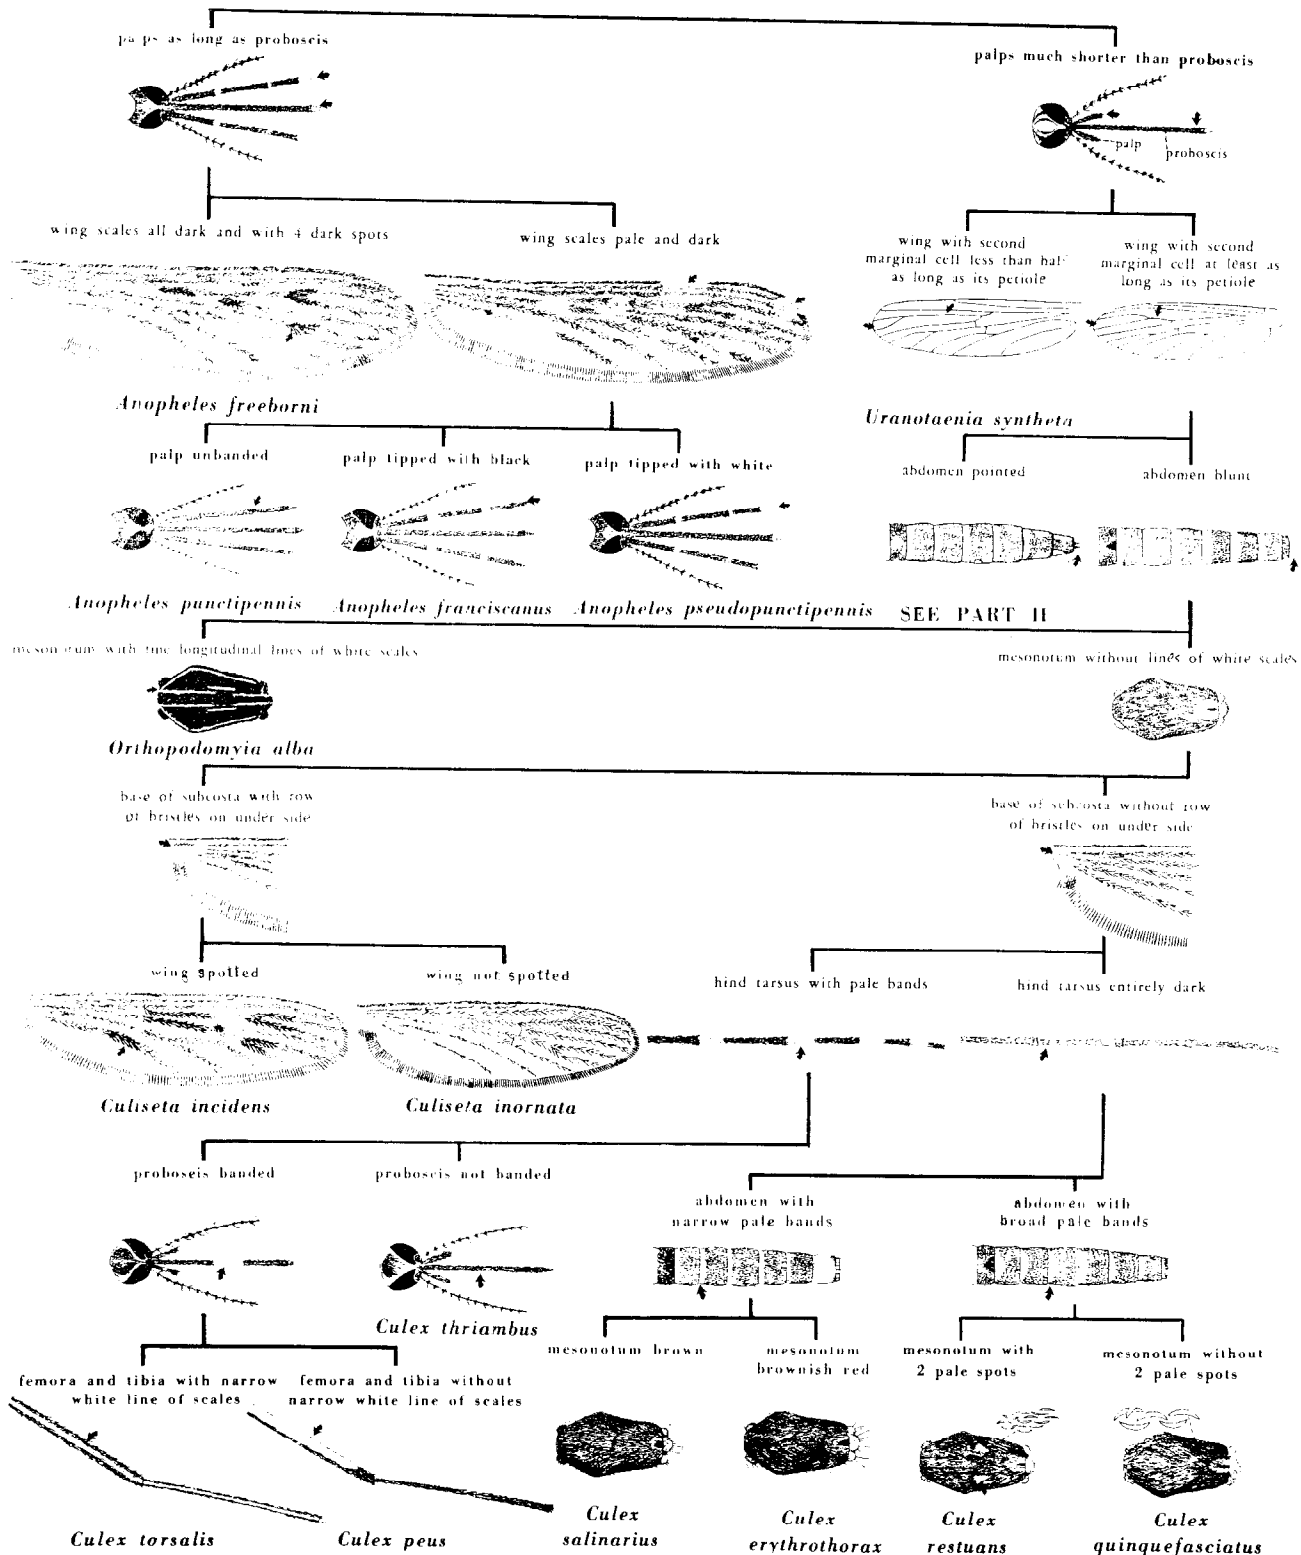 palps as long as proboscis
palps much shorter than proboscis
palp
proboscis
wing scales all dark and with 4 dark spots
wing scales pale and dark
wing with second
marginal cell less than half
as long as its petiole
wing with second
marginal cell at least as
long as its petiole
Anopheles freeborni
Uranotaenia syntheta
palp unbanded
palp tipped with black
palp tipped with white
abdomen pointed
abdomen blunt
Anopheles punctipennis
Anopheles franciscanus
Anopheles pseudopunctipennis
SEE PART II
mesonotum with fine longitudinal lines of white scales
mesonotum without lines of white scales
Orthopodomyia alba
base of subcosta with row
of bristles on under side
base of subcosta without row
of bristles on under side
wing spotted
wing not spotted
hind tarsus with pale bands
hind tarsus entirely dark
Culiseta incidens
Culiseta inornata
proboscis banded
proboscis not banded
abdomen with
narrow pale bands
abdomen with
broad pale bands
Culex thriambus
femora and tibia with narrow
white line of scales
femora and tibia without
narrow white line of scales
mesonotum brown
mesonotum
brownish red
mesonotum with
2 pale spots
mesonotum without
2 pale spots
Culex torsalis
Culex peus
Culex
salinarius
Culex
erythrothorax
Culex
restuans
Culex
quinquefasciatus